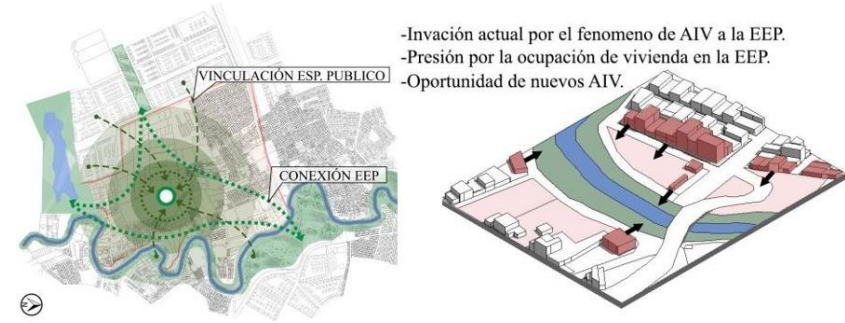 VINCULACIÓN ESP. PUBLICO
CONEXIÓN EEP
-Invación actual por el fenomeno de AIV a la EEP.
-Presión por la ocupación de vivienda en la EEP.
-Oportunidad de nuevos AIV.